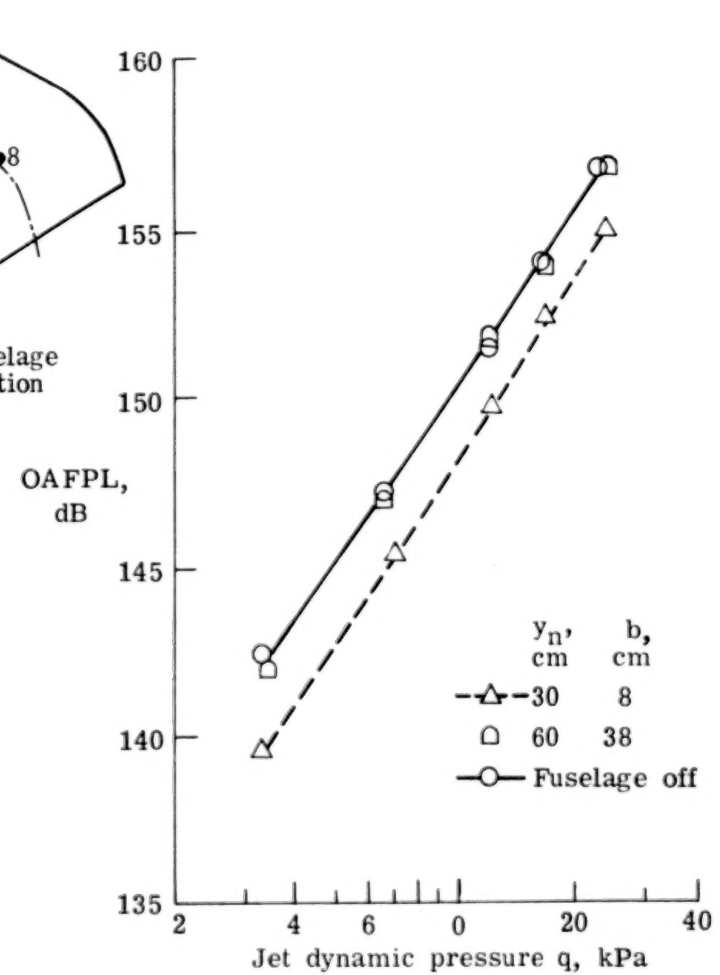 160
8
155
elage
tion
150
OAFPL,
dB
145
yn, b,
cm cm
30 8
140
60 38
Fuselage off
135
2 4 6 0 20 40
Jet dynamic pressure q, kPa